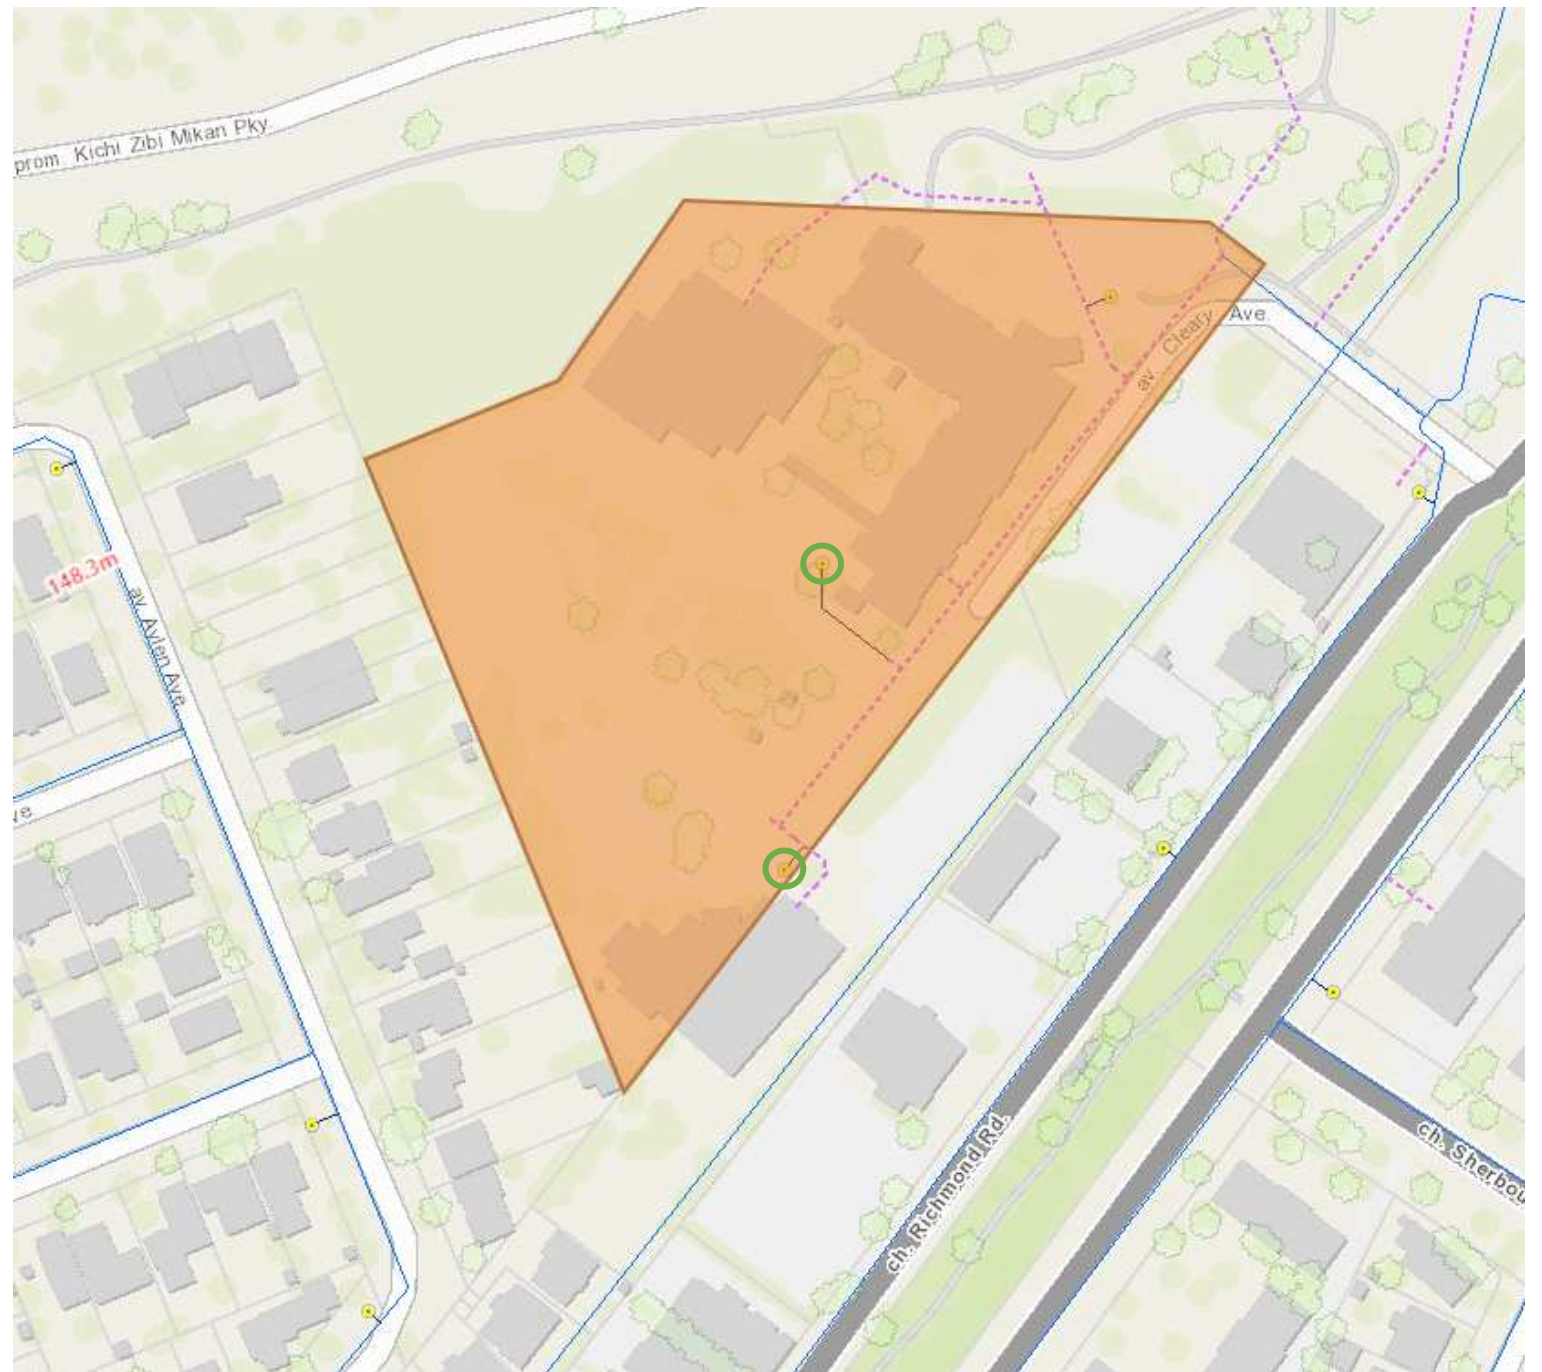 prom Kichi Zibi Mikan Pky
av. Cleary Ave
148.3m
av. Avlen Ave
ve
ch. Richmond Rd.
ch. Sherbou